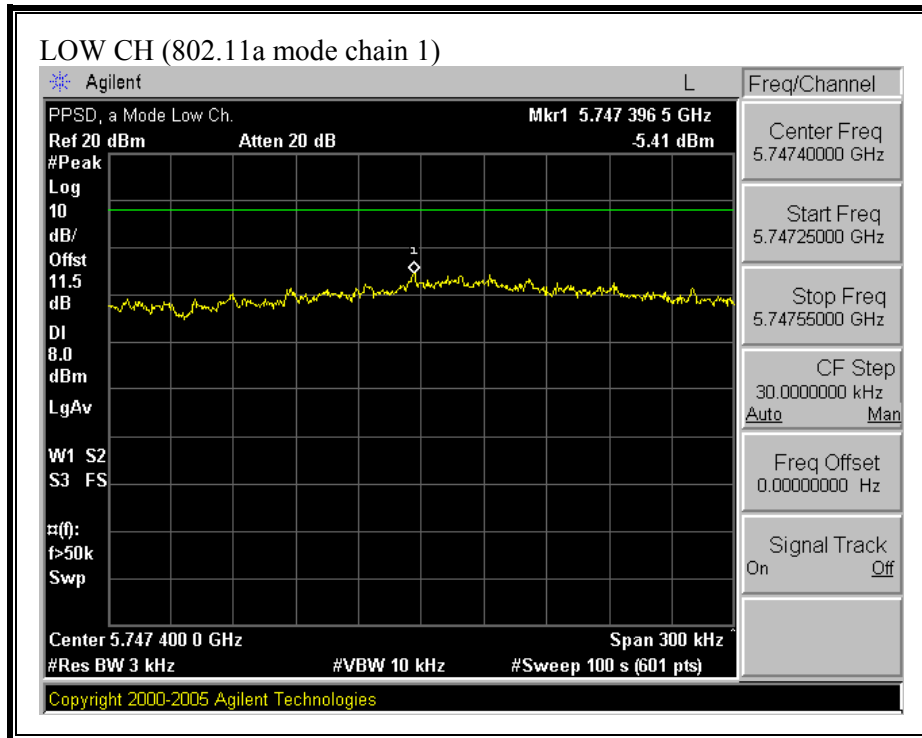 LOW CH (802.11a mode chain 1)
Agilent L Freq/Channel
PPSD, a Mode Low Ch. Mkr1 5.747 396 5 GHz
Ref 20 dBm Atten 20 dB -5.41 dBm
#Peak
Log
10
dB/
Offst
11.5
dB
DI
8.0
dBm
LgAv
W1 S2
S3 FS
¤(f):
f>50k
Swp
1
Center 5.747 400 0 GHz Span 300 kHz ^
#Res BW 3 kHz #VBW 10 kHz #Sweep 100 s (601 pts)
Center Freq
5.74740000 GHz
Start Freq
5.74725000 GHz
Stop Freq
5.74755000 GHz
CF Step
30.0000000 kHz
Auto Man
Freq Offset
0.00000000 Hz
Signal Track
On Off
Copyright 2000-2005 Agilent Technologies